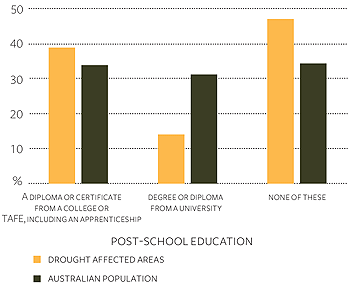 50
40
30
20
10
%
A DIPLOMA OR CERTIFICATE
FROM A COLLEGE OR
TAFE, INCLUDING AN APPRENTICESHIP
DEGREE OR DIPLOMA
FROM A UNIVERSITY
NONE OF THESE
POST-SCHOOL EDUCATION
DROUGHT AFFECTED AREAS
AUSTRALIAN POPULATION